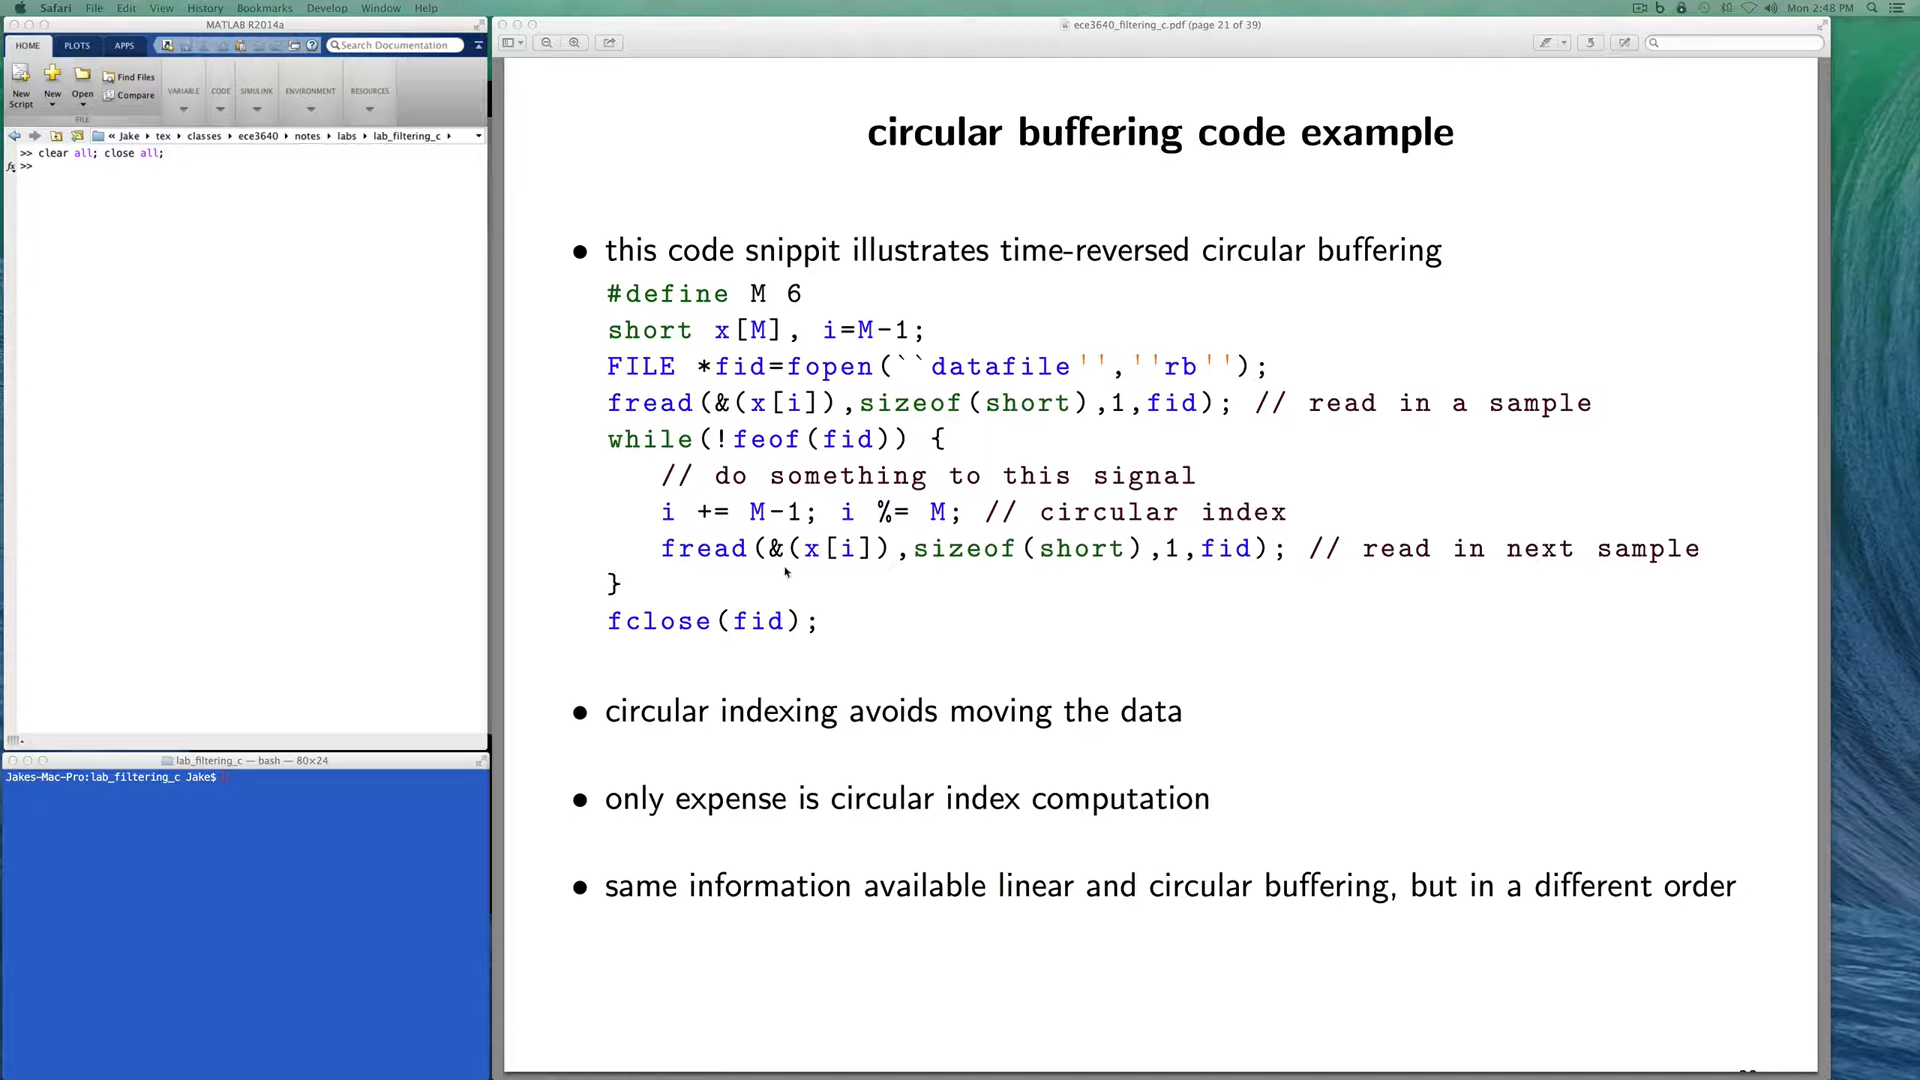 Safari File Edit View History Bookmarks Develop Window Help
Mon 2:48 PM
MATLAB R2014a
HOME PLOTS APPS
Search Documentation
New Script
New
Open
Find Files
Compare
VARIABLE
CODE
SIMULINK
ENVIRONMENT
RESOURCES
FILE
« Jake ▸ tex ▸ classes ▸ ece3640 ▸ notes ▸ labs ▸ lab_filtering_c ▸
>> clear all; close all;
fx >>
lab_filtering_c — bash — 80×24
Jakes-Mac-Pro:lab_filtering_c Jake$
ece3640_filtering_c.pdf (page 21 of 39)
circular buffering code example
• this code snippit illustrates time-reversed circular buffering
#define M 6
short x[M], i=M-1;
FILE *fid=fopen(``datafile'',''rb'');
fread(&(x[i]),sizeof(short),1,fid); // read in a sample
while(!feof(fid)) {
// do something to this signal
i += M-1; i %= M; // circular index
fread(&(x[i]),sizeof(short),1,fid); // read in next sample
}
fclose(fid);
• circular indexing avoids moving the data
• only expense is circular index computation
• same information available linear and circular buffering, but in a different order